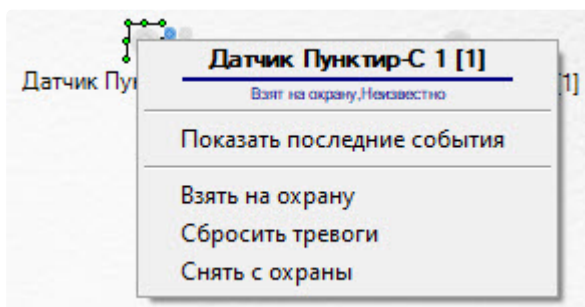 Датчик Пунктир-С 1 [1]
Взят на охрану,Неизвестно
Датчик Пу
1]
Показать последние события
Взять на охрану
Сбросить тревоги
Снять с охраны